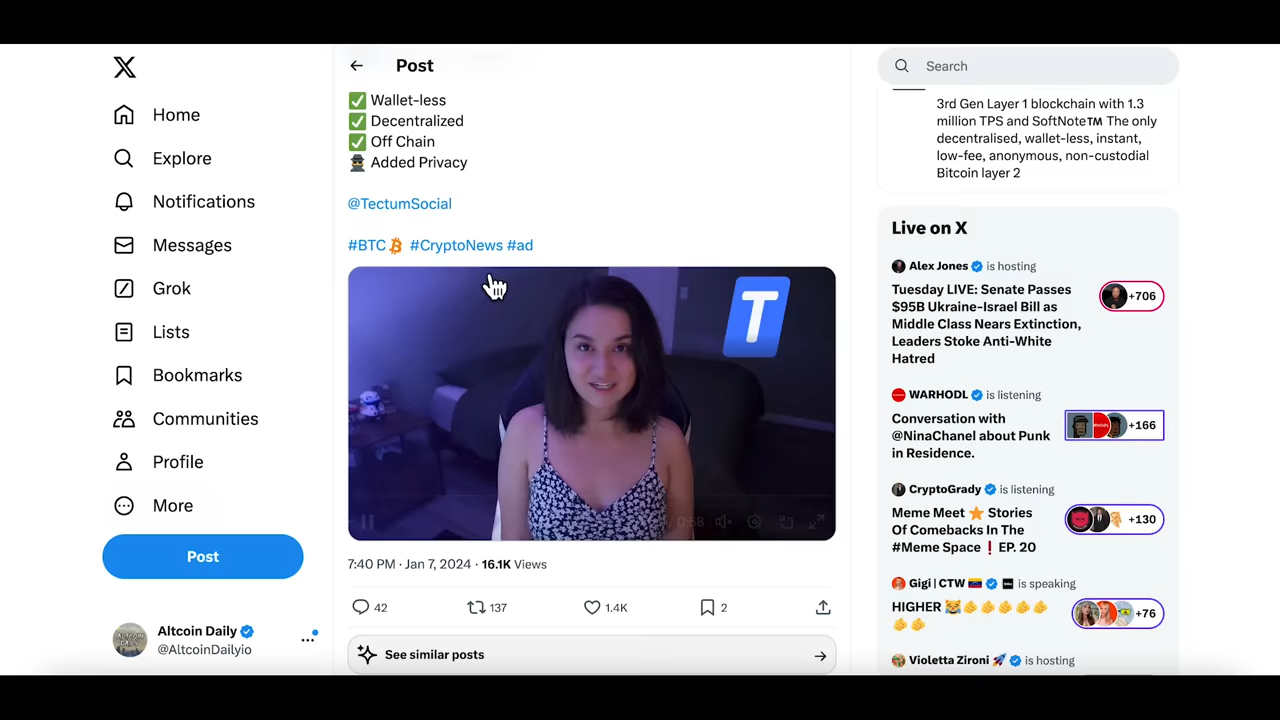 Home
Explore
Notifications
Messages
Grok
Lists
Bookmarks
Communities
Profile
More
Post
Altcoin Daily
@AltcoinDailyio
Post
✅ Wallet-less
✅ Decentralized
✅ Off Chain
🕵 Added Privacy
@TectumSocial
#BTC #CryptoNews #ad
T
0:58
7:40 PM · Jan 7, 2024 · 16.1K Views
42
137
1.4K
2
See similar posts
Search
3rd Gen Layer 1 blockchain with 1.3
million TPS and SoftNote™ The only
decentralised, wallet-less, instant,
low-fee, anonymous, non-custodial
Bitcoin layer 2
Live on X
Alex Jones is hosting
Tuesday LIVE: Senate Passes
$95B Ukraine-Israel Bill as
Middle Class Nears Extinction,
Leaders Stoke Anti-White
Hatred
+706
WARHODL is listening
Conversation with
@NinaChanel about Punk
in Residence.
+166
CryptoGrady is listening
Meme Meet ⭐ Stories
Of Comebacks In The
#Meme Space ❗ EP. 20
+130
Gigi | CTW 🇻🇪 is speaking
HIGHER 😹🫵🫵🫵🫵🫵
🫵🫵
+76
Violetta Zironi 🚀 is hosting